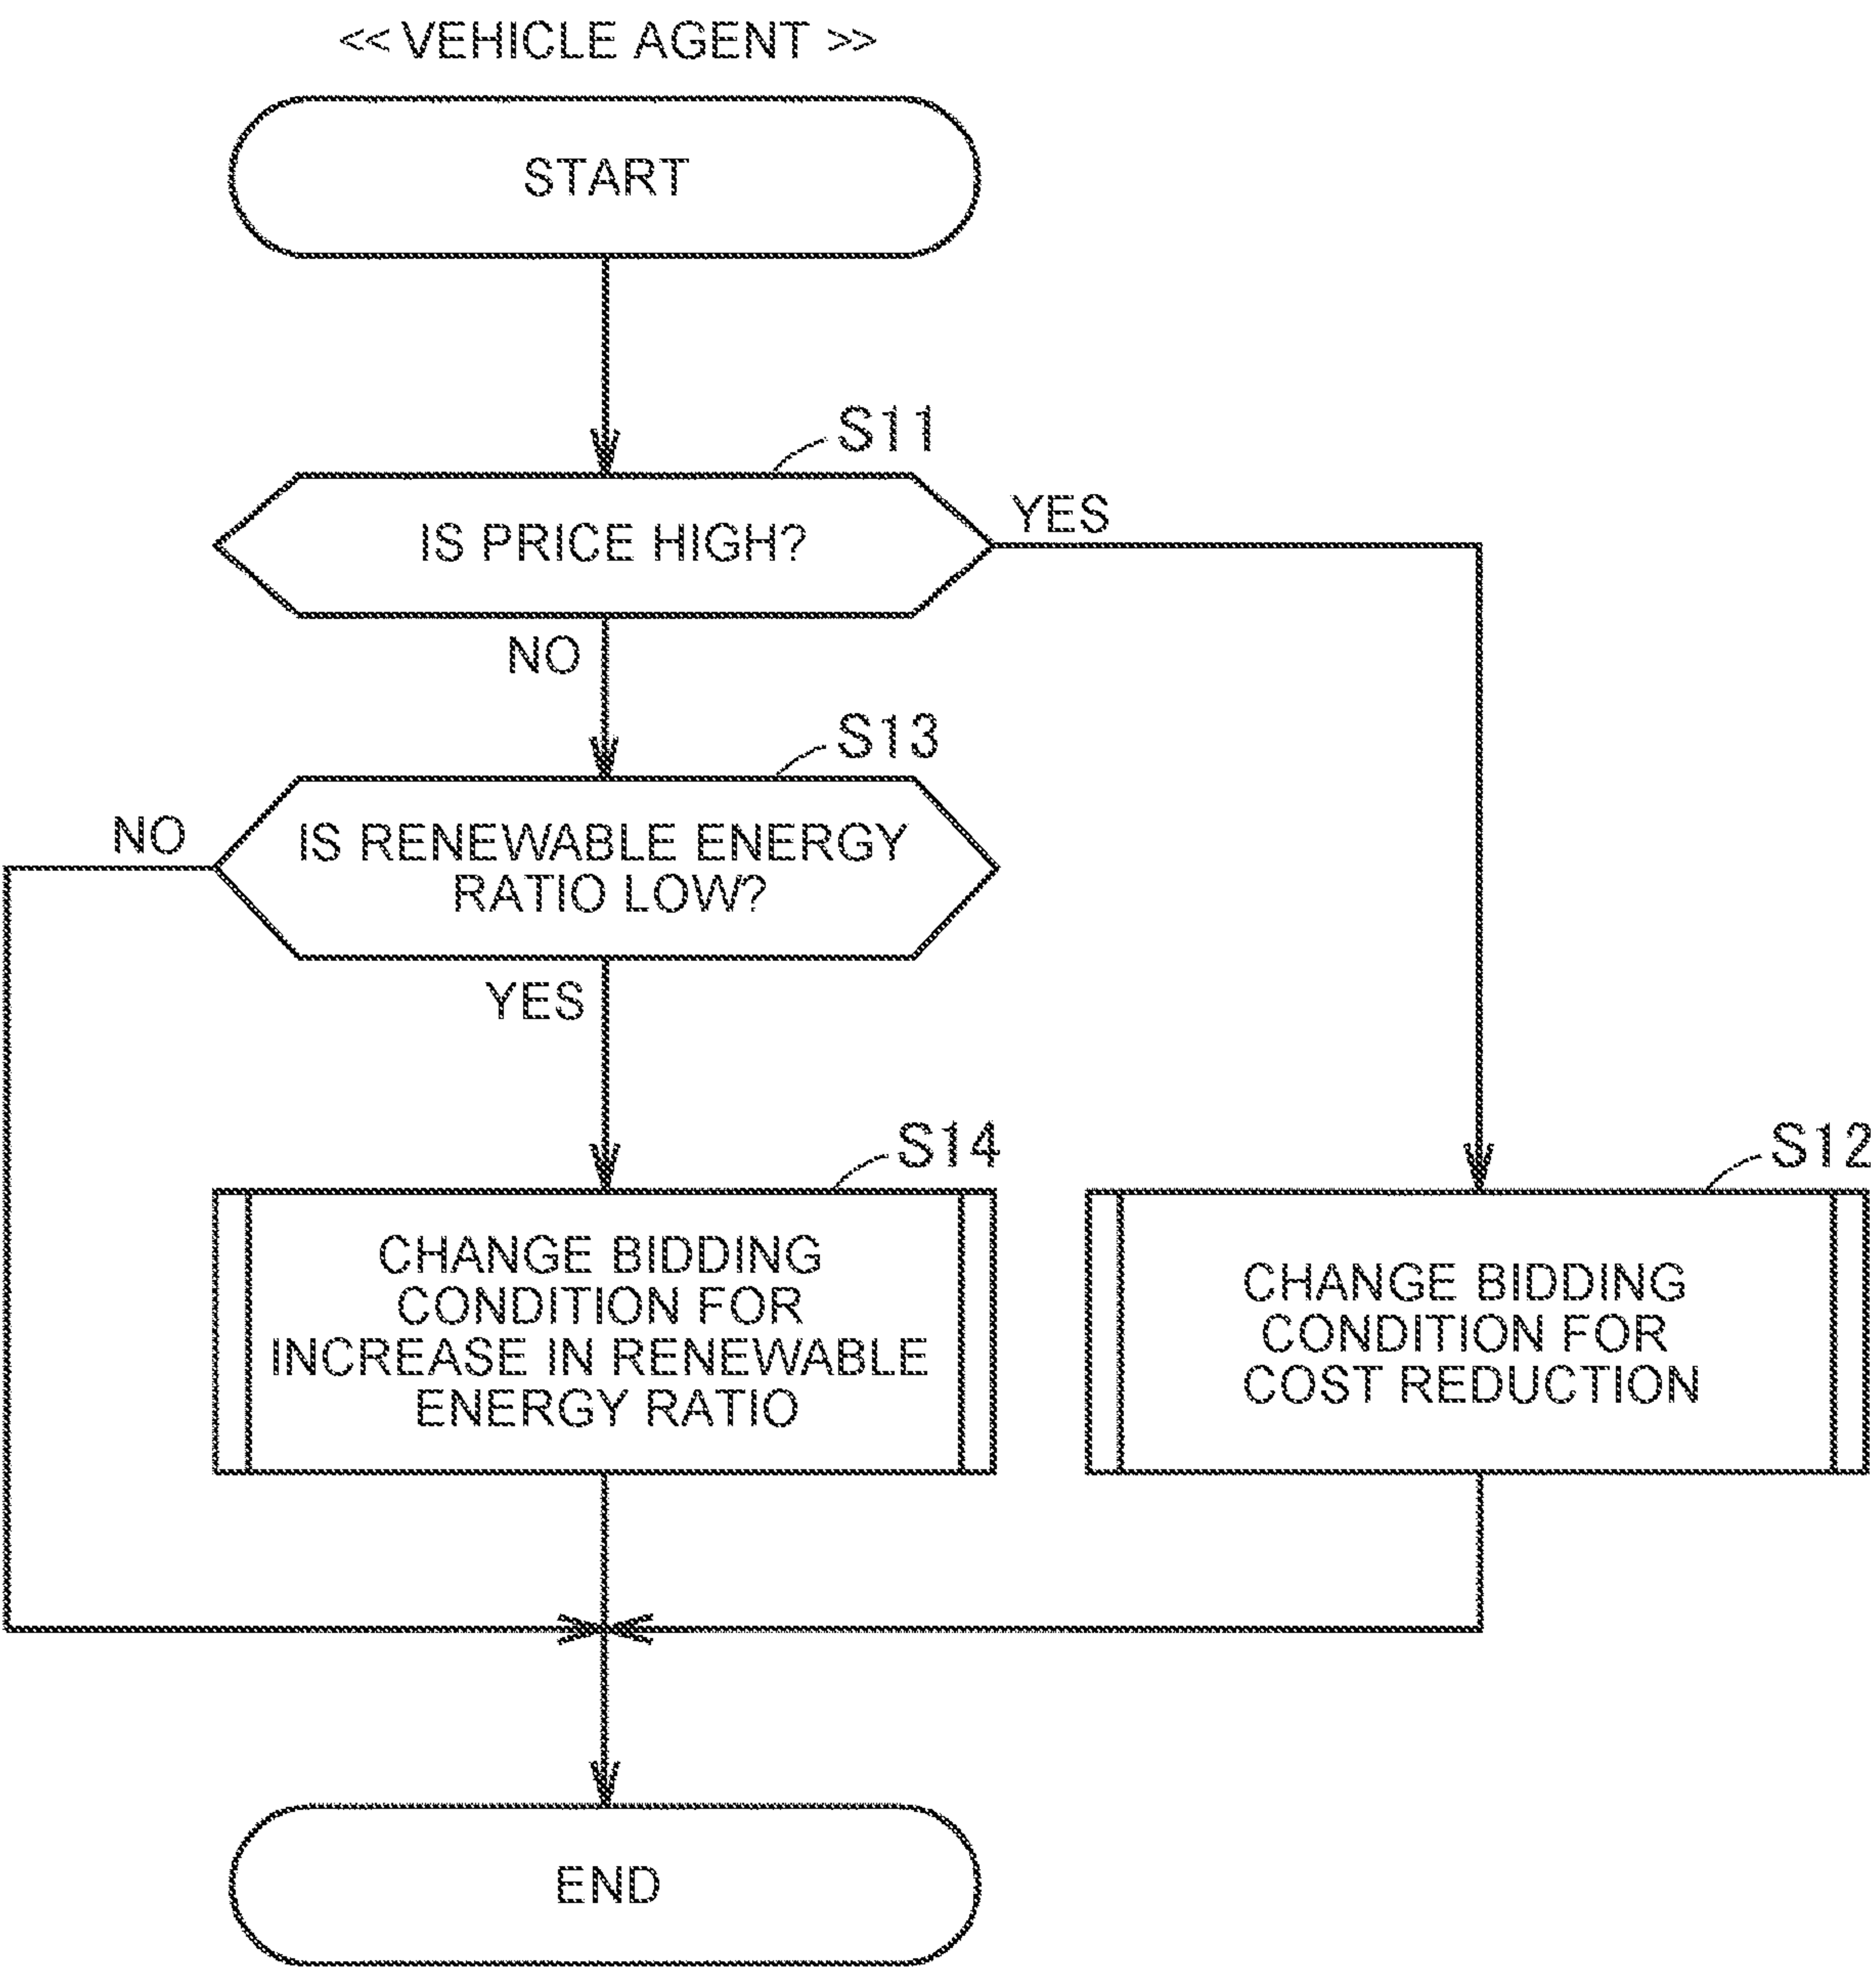 << VEHICLE AGENT >>
START
S11
IS PRICE HIGH?
YES
NO
S13
NO
IS RENEWABLE ENERGY
RATIO LOW?
YES
S14
CHANGE BIDDING
CONDITION FOR
INCREASE IN RENEWABLE
ENERGY RATIO
S12
CHANGE BIDDING
CONDITION FOR
COST REDUCTION
END